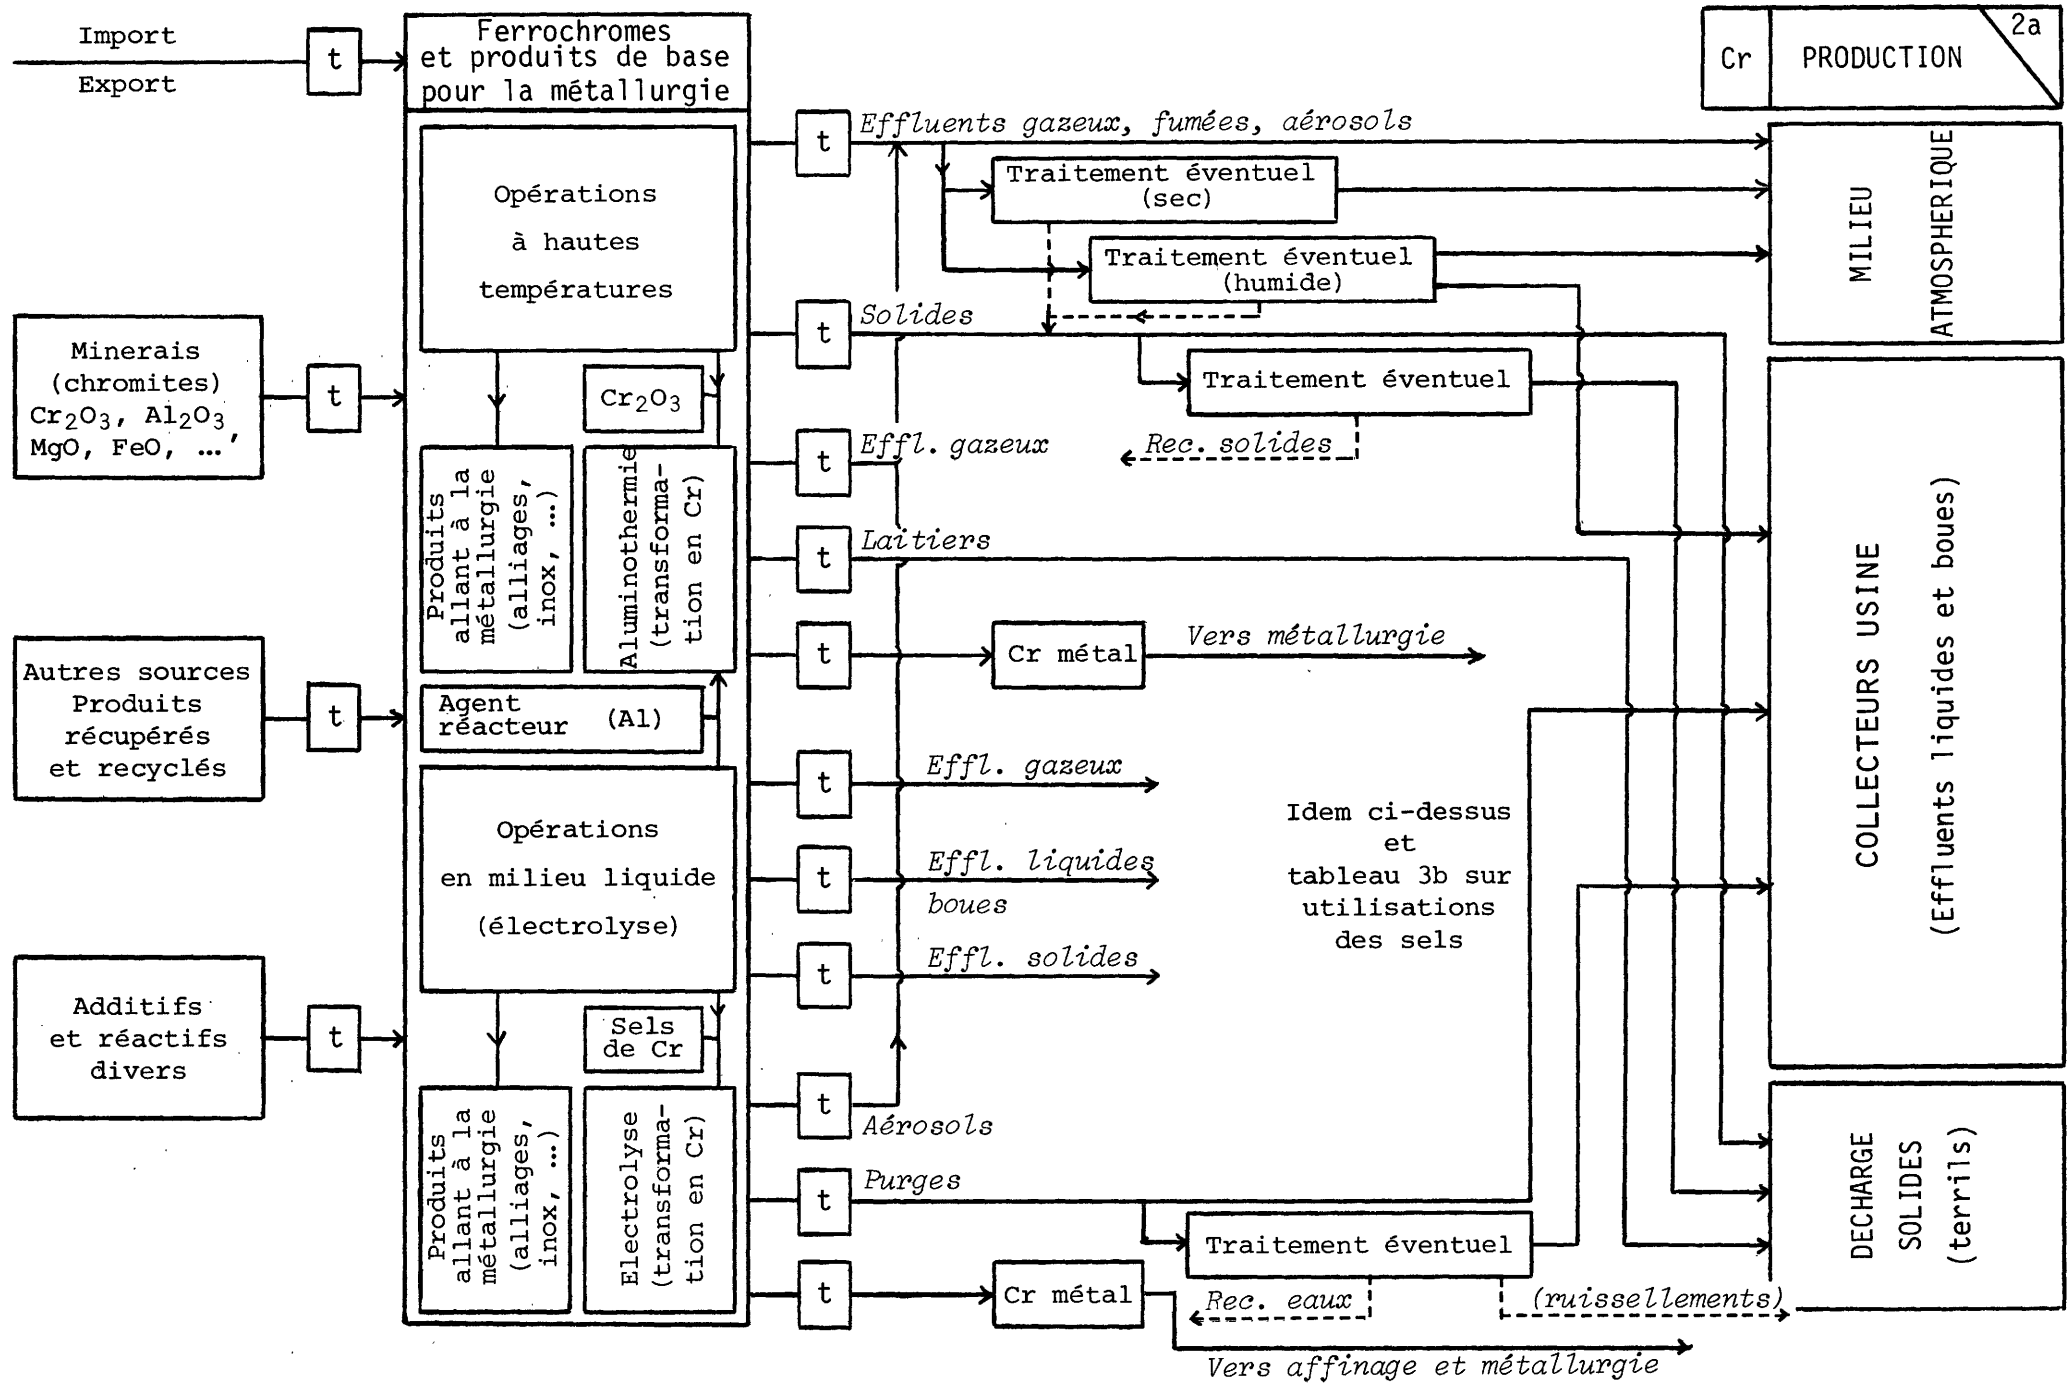 Import
Export
t
Ferrochromes
et produits de base
pour la métallurgie
Cr
PRODUCTION
2a
Minerais
(chromites)
Cr2O3, Al2O3,
MgO, FeO, ...
t
Autres sources
Produits
récupérés
et recyclés
t
Additifs
et réactifs
divers
t
Opérations
à hautes
températures
Cr2O3
Produits
allant à la
métallurgie
(alliages,
inox, ...)
Aluminothermie
(transforma-
tion en Cr)
Agent
réacteur (Al)
Opérations
en milieu liquide
(électrolyse)
Sels
de Cr
Produits
allant à la
métallurgie
(alliages,
inox, ...)
Electrolyse
(transforma-
tion en Cr)
t
Effluents gazeux, fumées, aérosols
Traitement éventuel
(sec)
Traitement éventuel
(humide)
t
Solides
Traitement éventuel
Rec. solides
t
Effl. gazeux
t
Laitiers
t
Cr métal
Vers métallurgie
t
Effl. gazeux
t
Effl. liquides
boues
t
Effl. solides
Idem ci-dessus
et
tableau 3b sur
utilisations
des sels
t
Aérosols
t
Purges
Traitement éventuel
Rec. eaux
(ruissellements)
t
Cr métal
Vers affinage et métallurgie
MILIEU
ATMOSPHERIQUE
COLLECTEURS USINE
(Effluents liquides et boues)
DECHARGE
SOLIDES
(terrils)